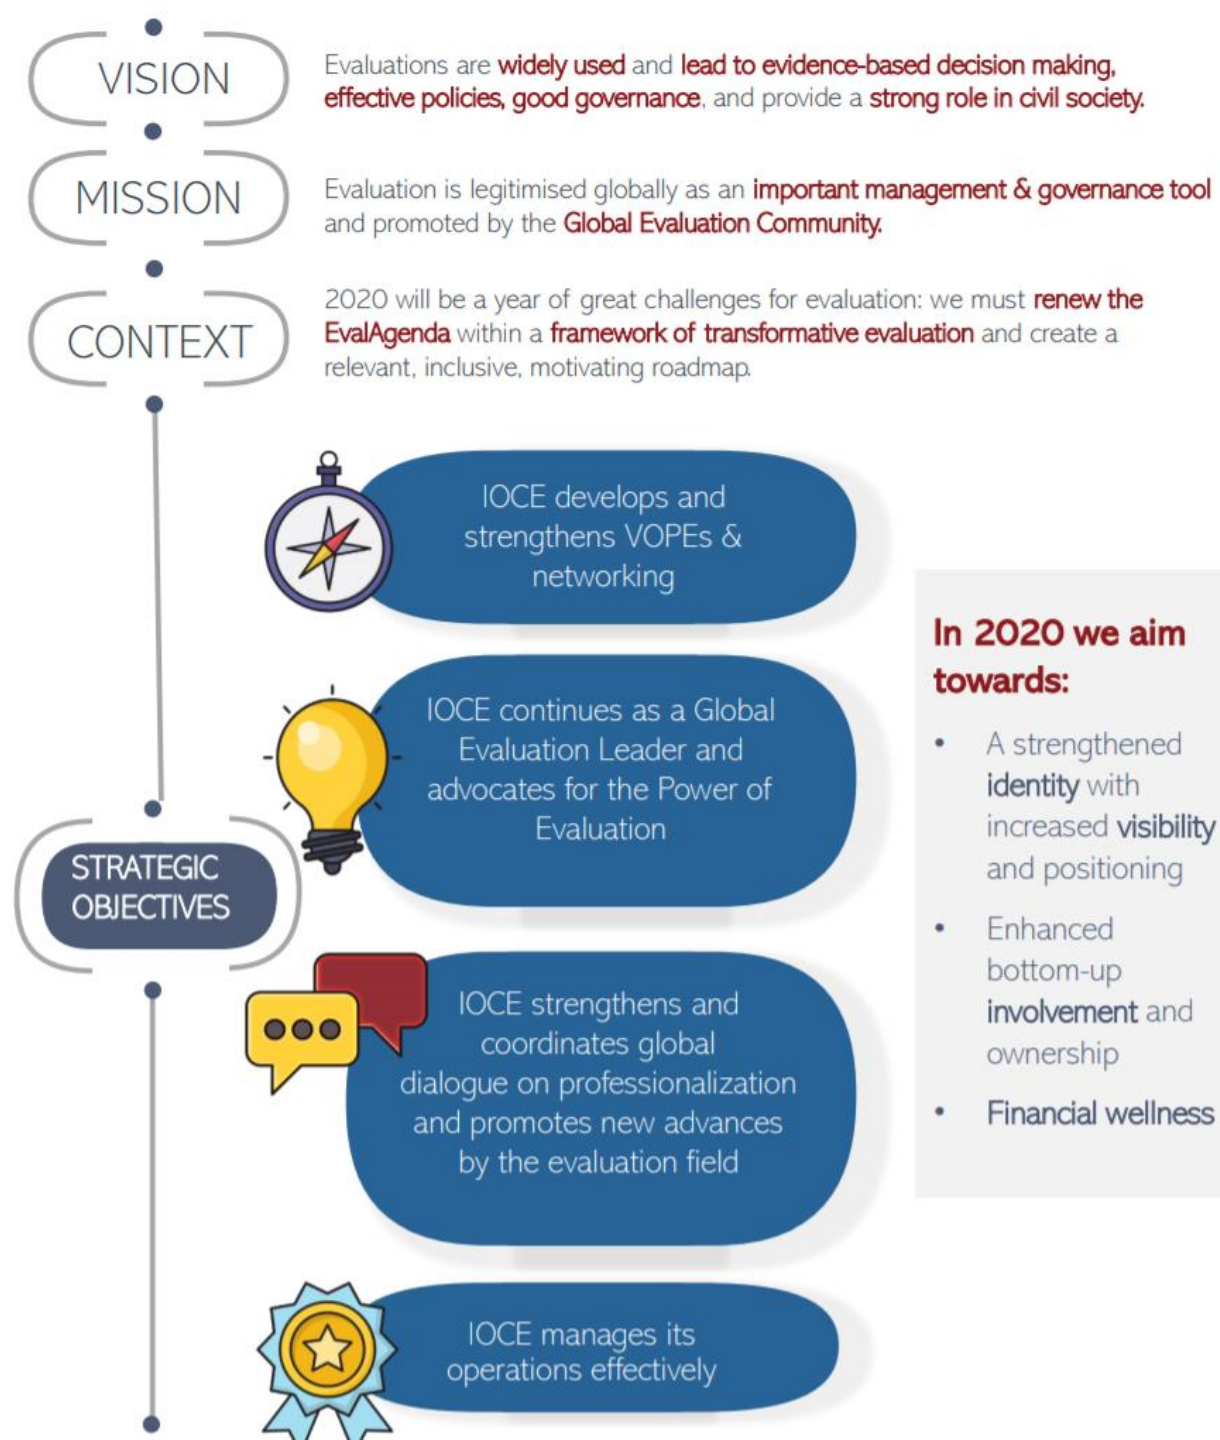 VISION
Evaluations are widely used and lead to evidence-based decision making,
effective policies, good governance, and provide a strong role in civil society.
MISSION
Evaluation is legitimised globally as an important management & governance tool
and promoted by the Global Evaluation Community.
CONTEXT
2020 will be a year of great challenges for evaluation: we must renew the
EvalAgenda within a framework of transformative evaluation and create a
relevant, inclusive, motivating roadmap.
STRATEGIC
OBJECTIVES
IOCE develops and
strengthens VOPEs &
networking
IOCE continues as a Global
Evaluation Leader and
advocates for the Power of
Evaluation
IOCE strengthens and
coordinates global
dialogue on professionalization
and promotes new advances
by the evaluation field
IOCE manages its
operations effectively
In 2020 we aim
towards:
• A strengthened
identity with
increased visibility
and positioning
• Enhanced
bottom-up
involvement and
ownership
• Financial wellness